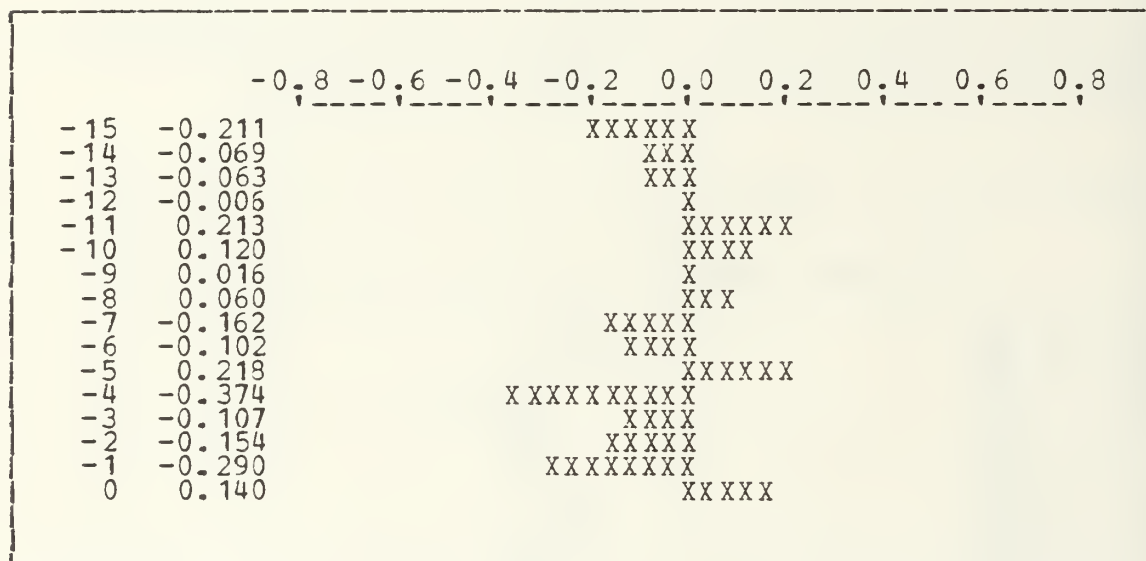 -0.8 -0.6 -0.4 -0.2 0.0 0.2 0.4 0.6 0.8
-15 -0.211 XXXXXX
-14 -0.069 XXX
-13 -0.063 XXX
-12 -0.006 X
-11 0.213 XXXXXX
-10 0.120 XXXX
-9 0.016 X
-8 0.060 XXX
-7 -0.162 XXXXX
-6 -0.102 XXXX
-5 0.218 XXXXXX
-4 -0.374 XXXXXXXXXX
-3 -0.107 XXXX
-2 -0.154 XXXXX
-1 -0.290 XXXXXXXX
0 0.140 XXXXX